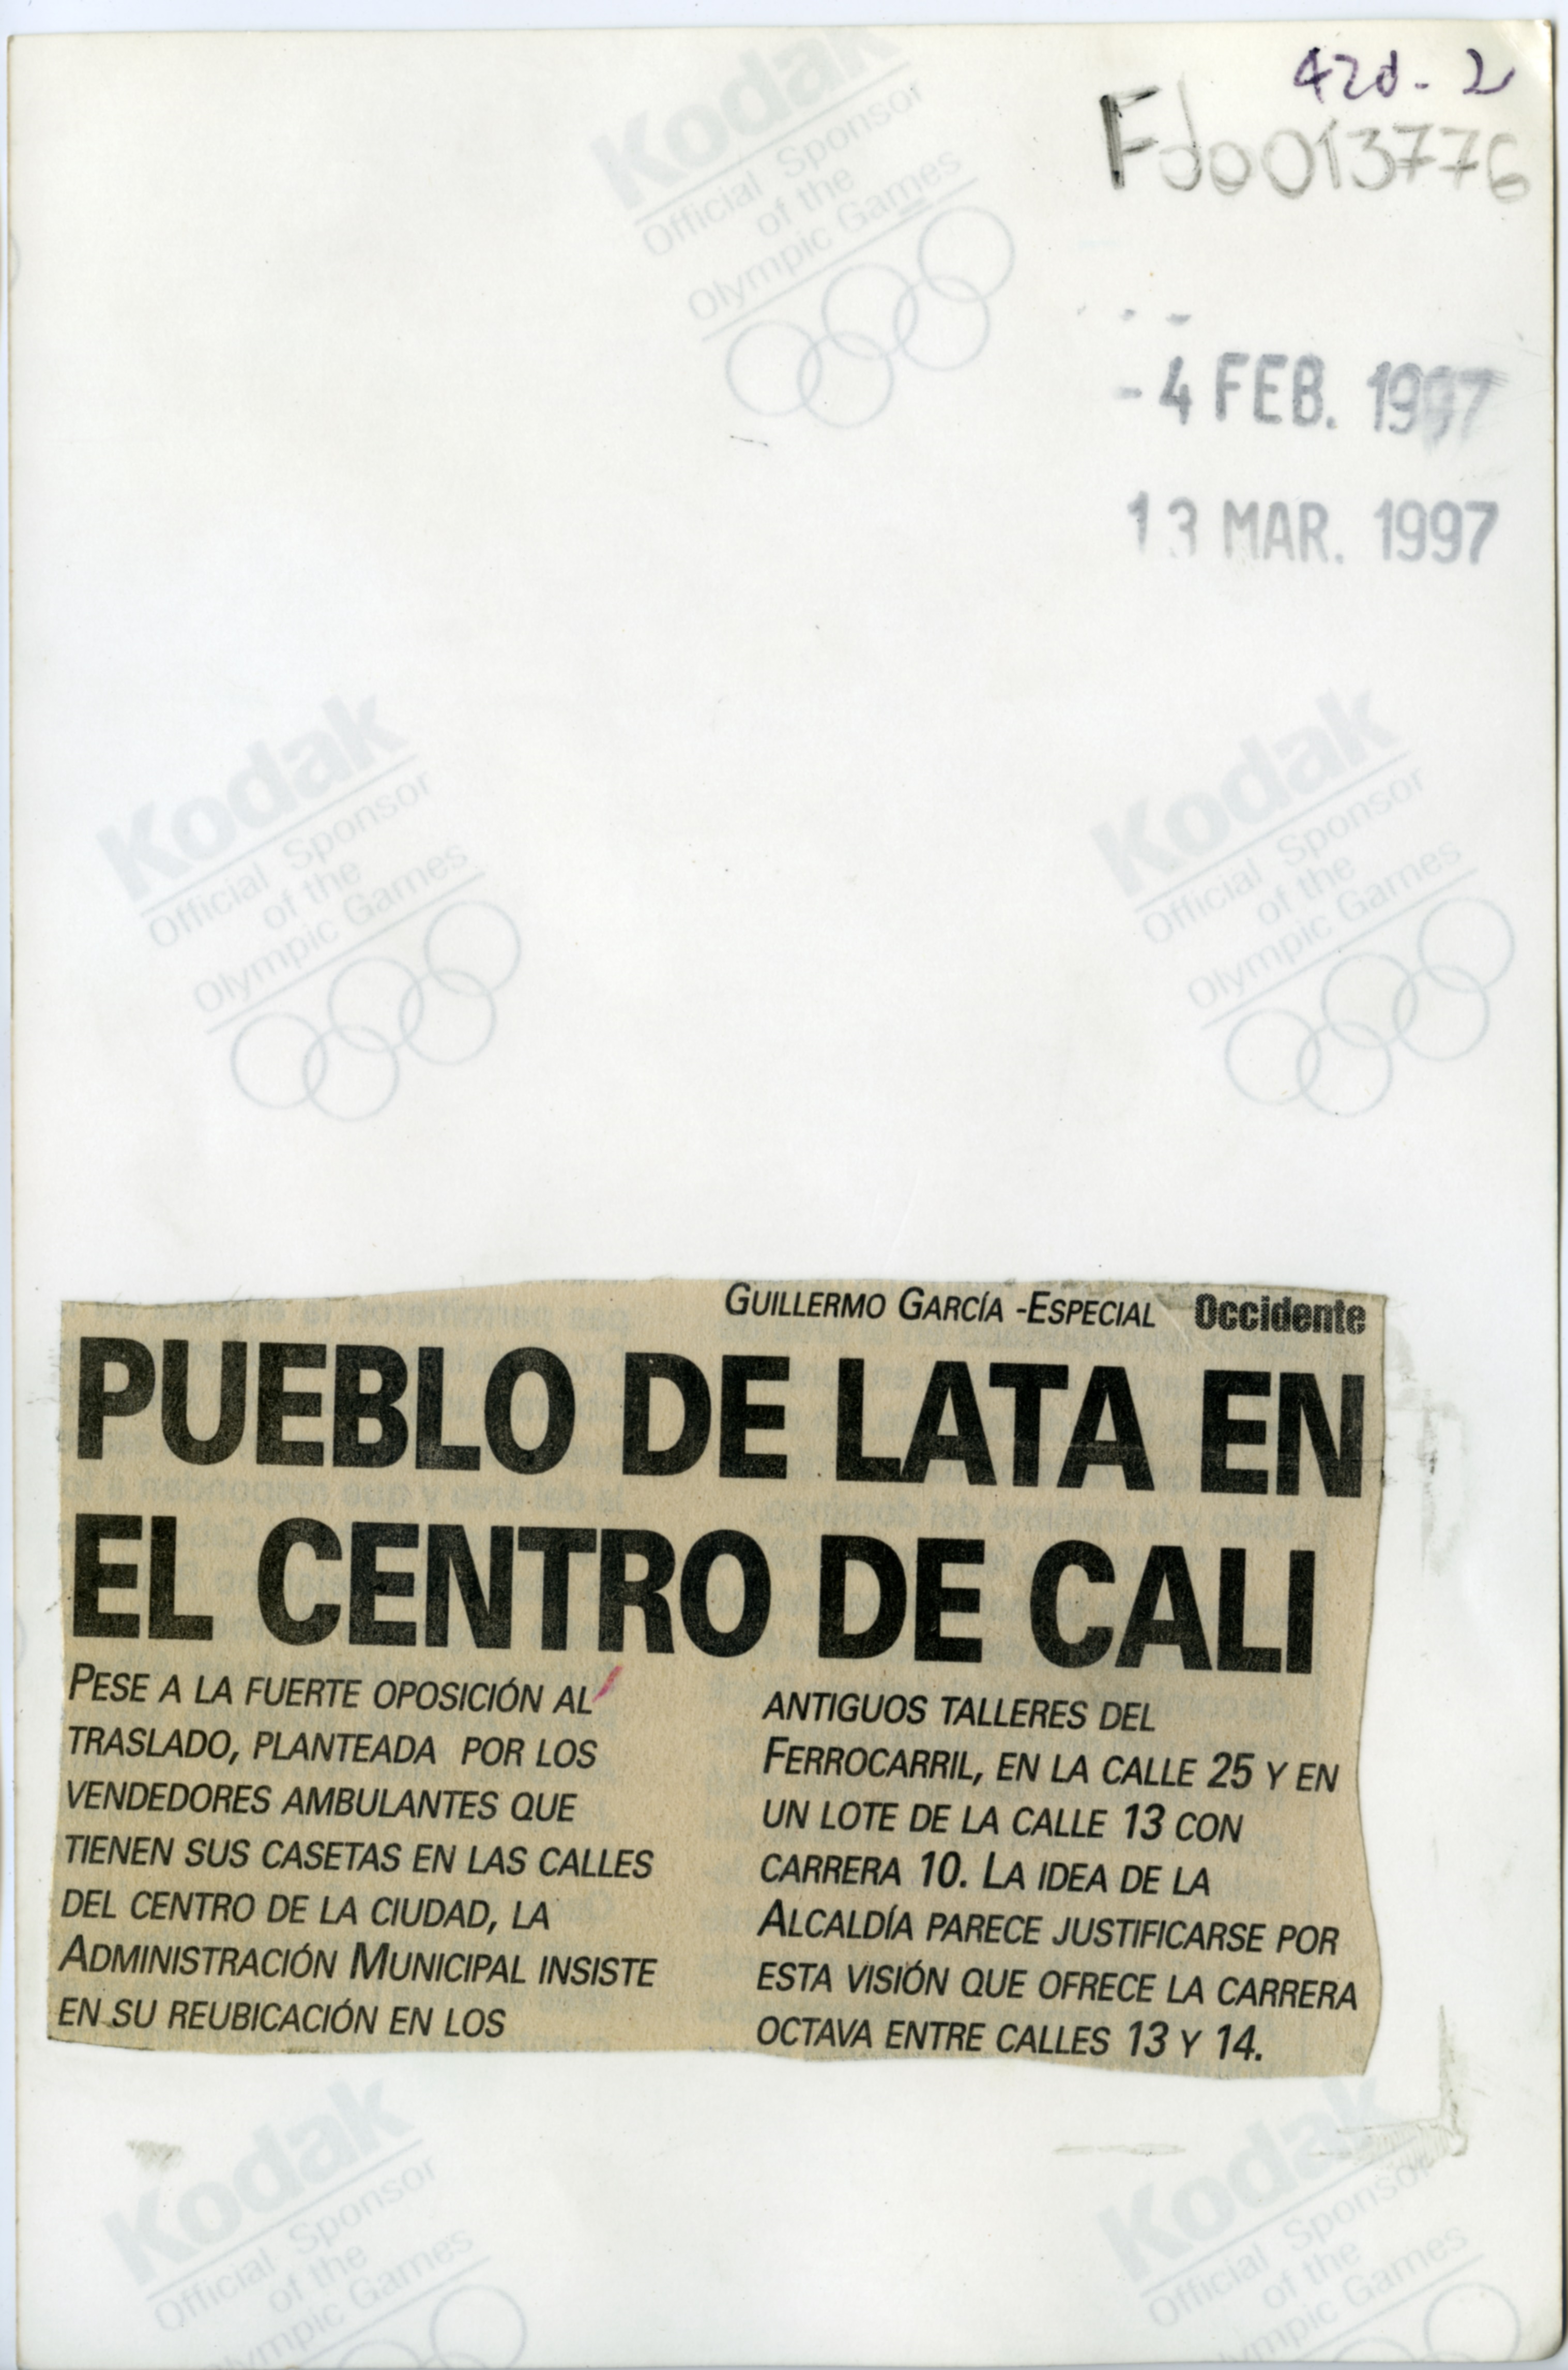 420-2
Fdo013776
Kodak
Official Sponsor
of the
Olympic Games
-4 FEB. 1997
13 MAR. 1997
Kodak
Official Sponsor
of the
Olympic Games
Kodak
Official Sponsor
of the
Olympic Games
GUILLERMO GARCÍA -ESPECIAL Occidente
PUEBLO DE LATA EN
EL CENTRO DE CALI
PESE A LA FUERTE OPOSICIÓN AL
TRASLADO, PLANTEADA POR LOS
VENDEDORES AMBULANTES QUE
TIENEN SUS CASETAS EN LAS CALLES
DEL CENTRO DE LA CIUDAD, LA
ADMINISTRACIÓN MUNICIPAL INSISTE
EN SU REUBICACIÓN EN LOS
ANTIGUOS TALLERES DEL
FERROCARRIL, EN LA CALLE 25 Y EN
UN LOTE DE LA CALLE 13 CON
CARRERA 10. LA IDEA DE LA
ALCALDÍA PARECE JUSTIFICARSE POR
ESTA VISIÓN QUE OFRECE LA CARRERA
OCTAVA ENTRE CALLES 13 Y 14.
Kodak
Official Sponsor
of the
Olympic Games
Kodak
Official Sponsor
of the
Olympic Games